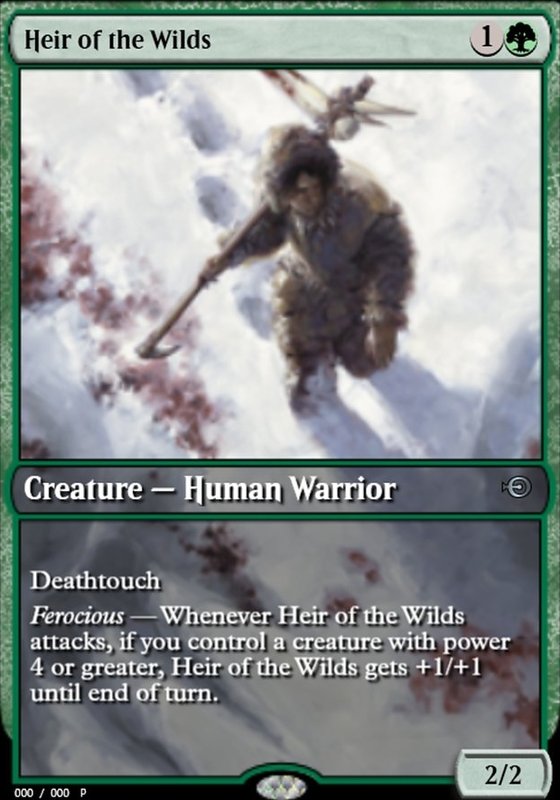 Heir of the Wilds 1
Creature — Human Warrior
Deathtouch
Ferocious — Whenever Heir of the Wilds
attacks, if you control a creature with power
4 or greater, Heir of the Wilds gets +1/+1
until end of turn.
2/2
000 / 000 P